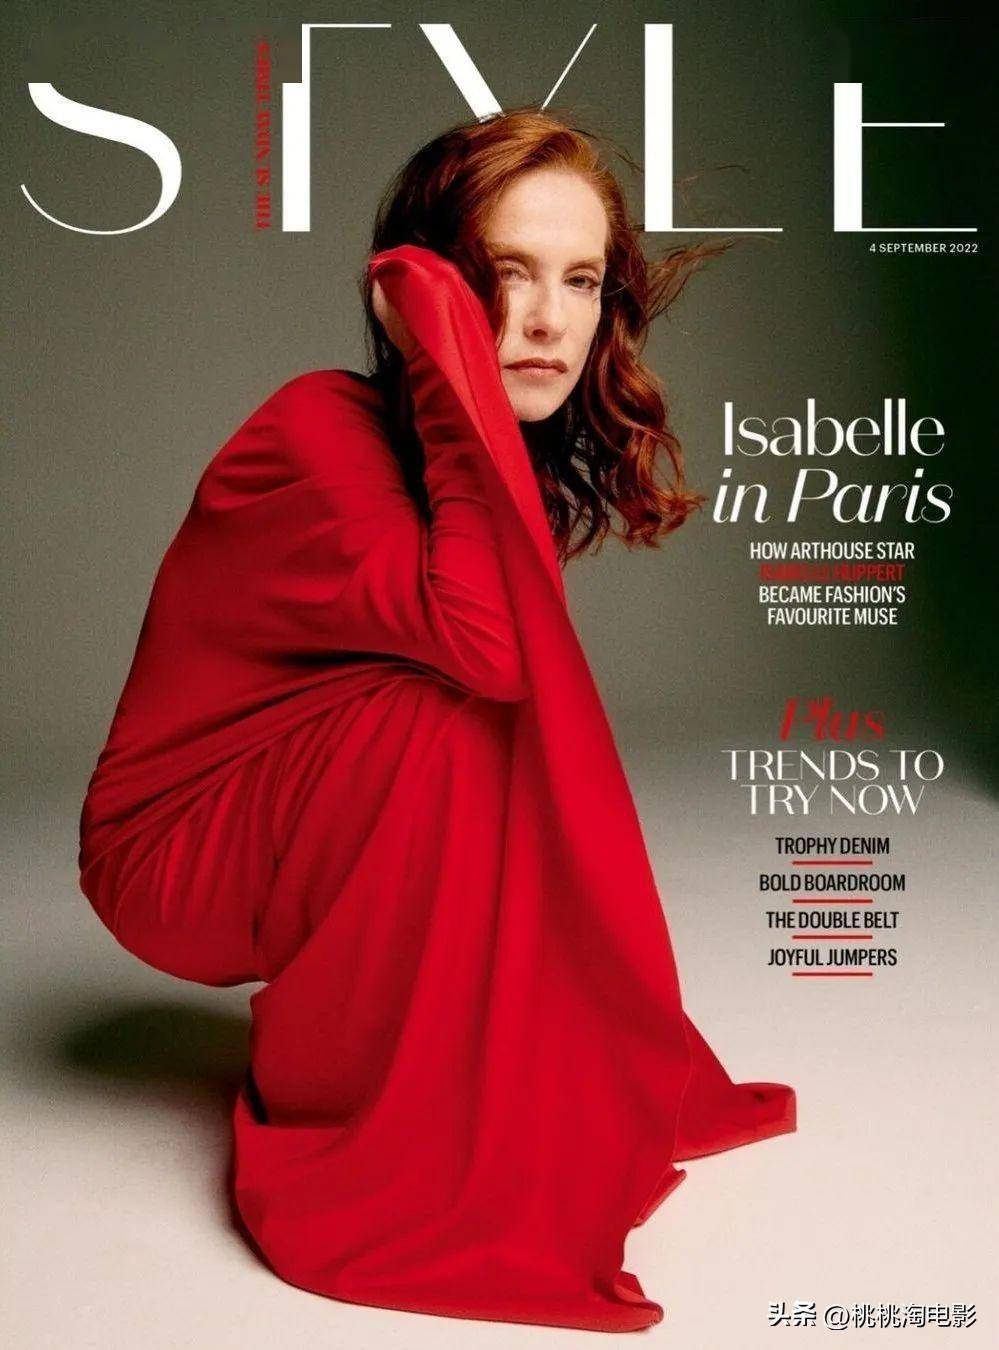 STYLE
THE SUNDAY TIMES
4 SEPTEMBER 2022
Isabelle
in Paris
HOW ARTHOUSE STAR
ISABELLE HUPPERT
BECAME FASHION'S
FAVOURITE MUSE
Plus
TRENDS TO
TRY NOW
TROPHY DENIM
BOLD BOARDROOM
THE DOUBLE BELT
JOYFUL JUMPERS
头条 @桃桃淘电影